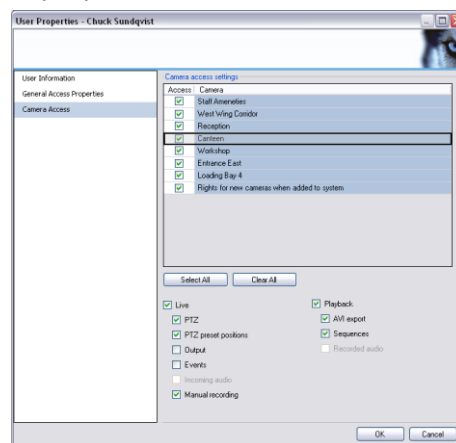 User Properties - Chuck Sundqvist
User Information
General Access Properties
Camera Access
Camera access settings
Access Camera
Staff Ameneties
West Wing Corridor
Reception
Canteen
Workshop
Entrance East
Loading Bay 4
Rights for new cameras when added to system
Select All Clear All
Live Playback
PTZ AVI export
PTZ preset positions Sequences
Output Recorded audio
Events
Incoming audio
Manual recording
OK Cancel